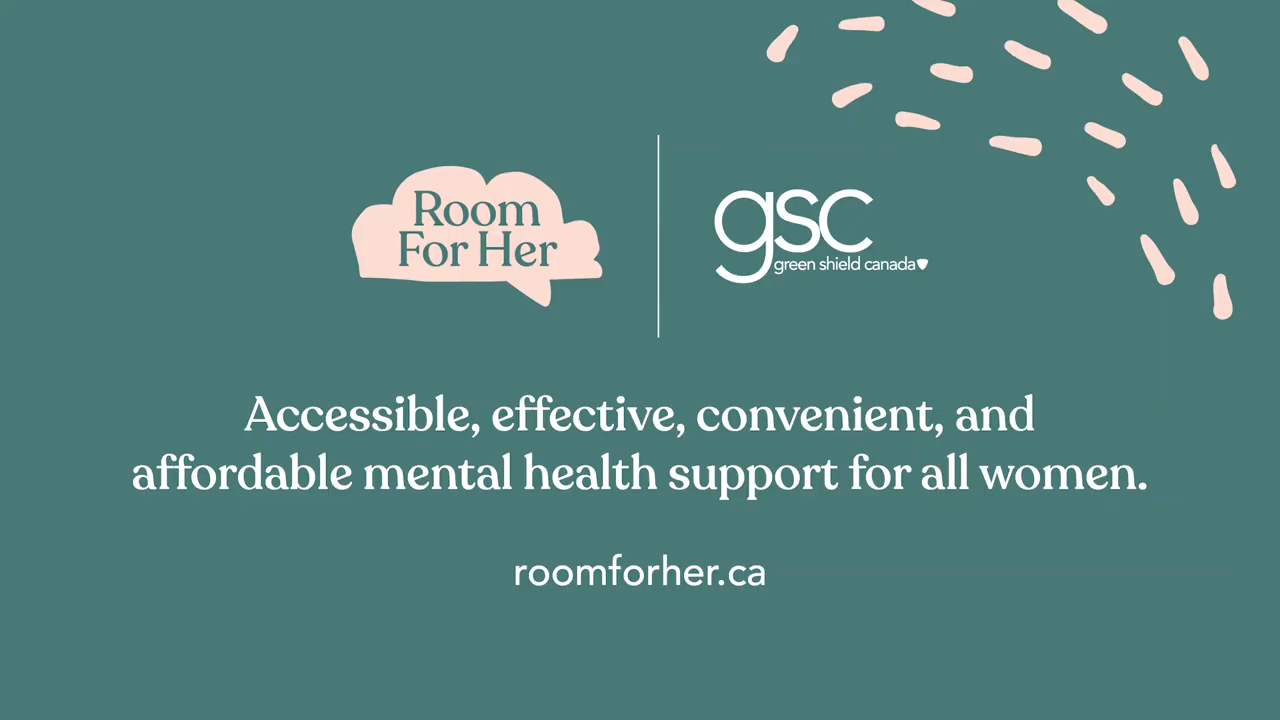 Room
For Her
gsc
green shield canada
Accessible, effective, convenient, and
affordable mental health support for all women.
roomforher.ca